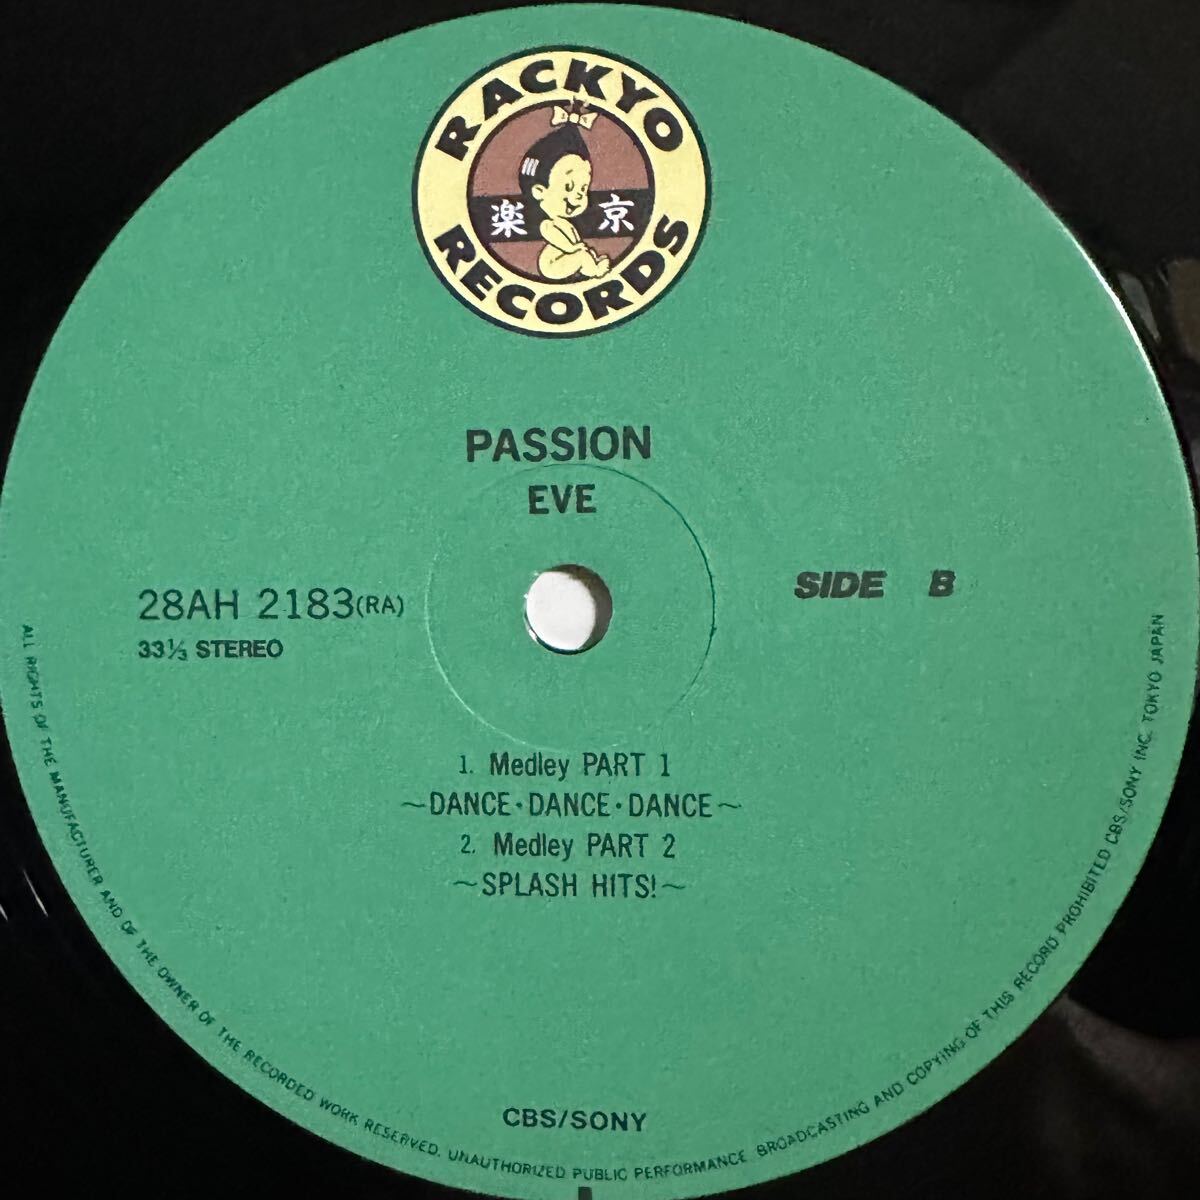 RACKYO
楽 京
RECORDS
PASSION
EVE
28AH 2183(RA)
33⅓ STEREO
SIDE B
1. Medley PART 1
~DANCE·DANCE·DANCE~
2. Medley PART 2
~SPLASH HITS!~
CBS/SONY
ALL RIGHTS OF THE MANUFACTURER AND OF THE OWNER OF THE RECORDED WORK RESERVED. UNAUTHORIZED PUBLIC PERFORMANCE BROADCASTING AND COPYING OF THIS RECORD PROHIBITED CBS/SONY INC. TOKYO JAPAN